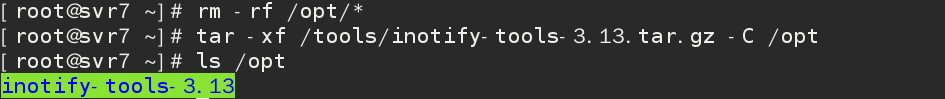 [root@svr7 ~]# rm -rf /opt/*
[root@svr7 ~]# tar -xf /tools/inotify-tools-3.13.tar.gz -C /opt
[root@svr7 ~]# ls /opt
inotify-tools-3.13